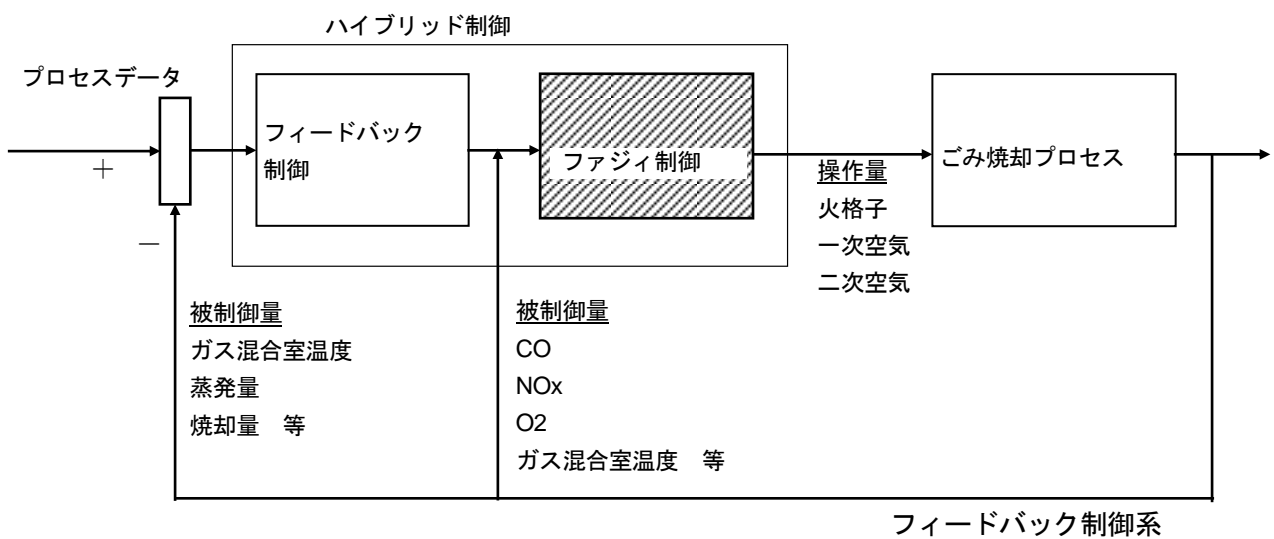 ハイブリッド制御
プロセスデータ
＋
－
フィードバック
制御
ファジィ制御
操作量
火格子
一次空気
二次空気
ごみ焼却プロセス
被制御量
ガス混合室温度
蒸発量
焼却量　等
被制御量
CO
NOx
O2
ガス混合室温度　等
フィードバック制御系